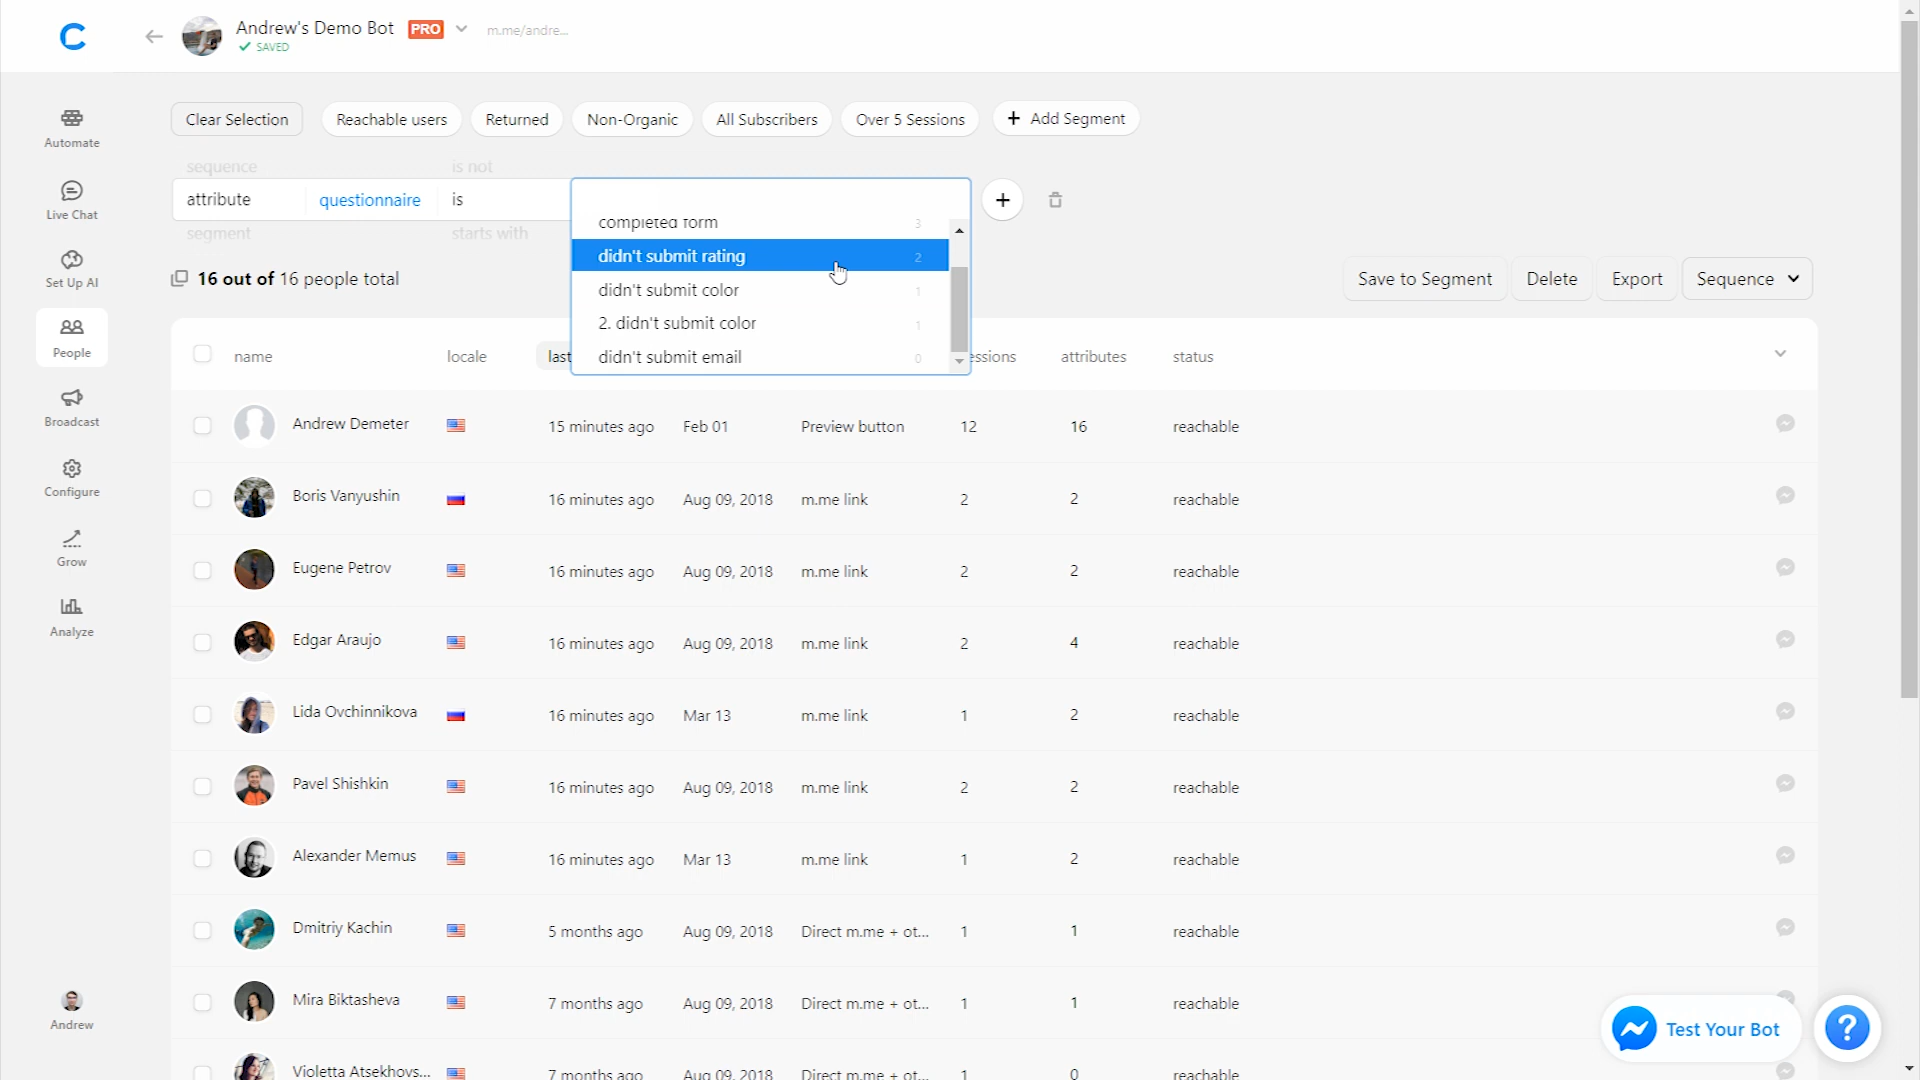 Andrew's Demo Bot PRO m.me/andre...
SAVED
Automate
Live Chat
Set Up AI
People
Broadcast
Configure
Grow
Analyze
Andrew
Clear Selection Reachable users Returned Non-Organic All Subscribers Over 5 Sessions + Add Segment
sequence is not
attribute questionnaire is
segment starts with
completed form 3
didn't submit rating 2
didn't submit color 1
2. didn't submit color 1
didn't submit email 0
16 out of 16 people total
Save to Segment Delete Export Sequence
name locale last essions attributes status
Andrew Demeter 15 minutes ago Feb 01 Preview button 12 16 reachable
Boris Vanyushin 16 minutes ago Aug 09, 2018 m.me link 2 2 reachable
Eugene Petrov 16 minutes ago Aug 09, 2018 m.me link 2 2 reachable
Edgar Araujo 16 minutes ago Aug 09, 2018 m.me link 2 4 reachable
Lida Ovchinnikova 16 minutes ago Mar 13 m.me link 1 2 reachable
Pavel Shishkin 16 minutes ago Aug 09, 2018 m.me link 2 2 reachable
Alexander Memus 16 minutes ago Mar 13 m.me link 1 2 reachable
Dmitriy Kachin 5 months ago Aug 09, 2018 Direct m.me + ot... 1 1 reachable
Mira Biktasheva 7 months ago Aug 09, 2018 Direct m.me + ot... 1 1 reachable
Violetta Atsekhovs... 7 months ago Aug 09, 2018 Direct m.me + ot... 1 0 reachable
Test Your Bot ?